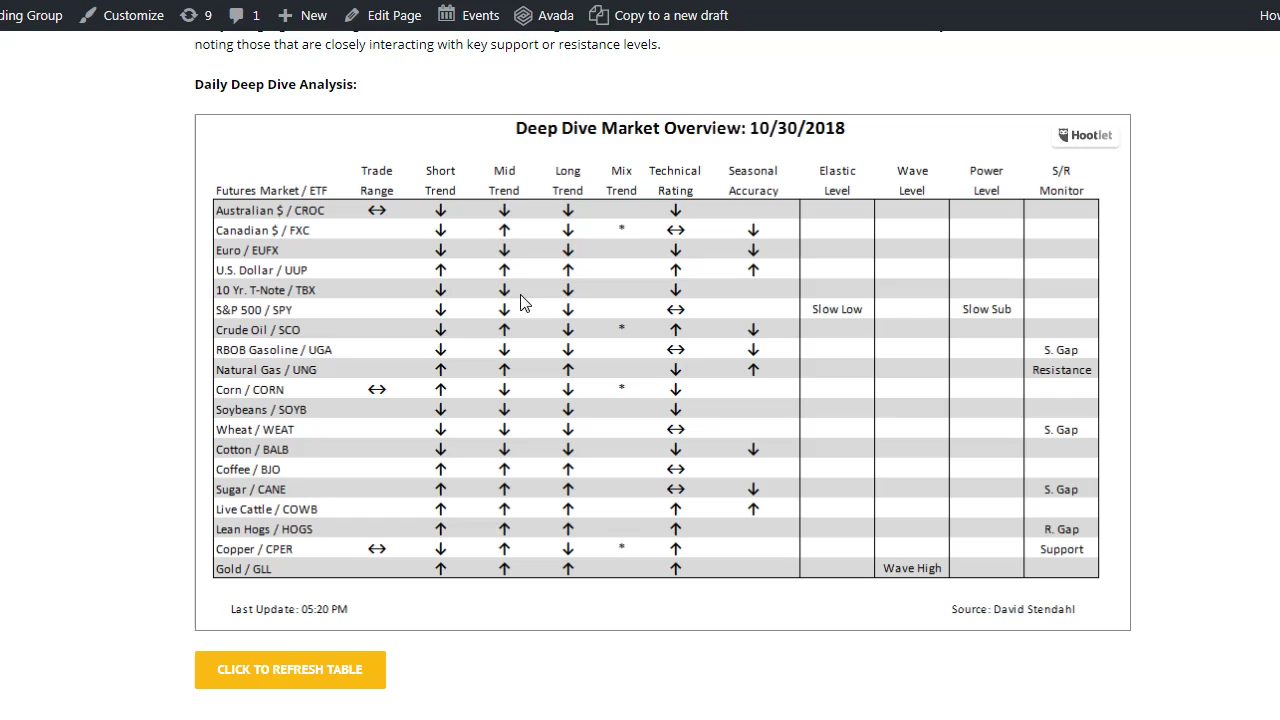 ding Group Customize 9 1 New Edit Page Events Avada Copy to a new draft How
noting those that are closely interacting with key support or resistance levels.
Daily Deep Dive Analysis:
Deep Dive Market Overview: 10/30/2018
Hootlet
Trade Short Mid Long Mix Technical Seasonal Elastic Wave Power S/R
Futures Market / ETF Range Trend Trend Trend Trend Rating Accuracy Level Level Level Monitor
Australian $ / CROC ↔ ↓ ↓ ↓ ↓
Canadian $ / FXC ↓ ↑ ↓ * ↔ ↓
Euro / EUFX ↓ ↓ ↓ ↓ ↓
U.S. Dollar / UUP ↑ ↑ ↑ ↑ ↑
10 Yr. T-Note / TBX ↓ ↓ ↓ ↓
S&P 500 / SPY ↓ ↓ ↓ ↔ Slow Low Slow Sub
Crude Oil / SCO ↓ ↑ ↓ * ↑ ↓
RBOB Gasoline / UGA ↓ ↓ ↓ ↔ ↓ S. Gap
Natural Gas / UNG ↑ ↑ ↑ ↓ ↑ Resistance
Corn / CORN ↔ ↑ ↓ ↓ * ↓
Soybeans / SOYB ↓ ↓ ↓ ↓
Wheat / WEAT ↓ ↓ ↓ ↔ S. Gap
Cotton / BALB ↓ ↓ ↓ ↓ ↓
Coffee / BJO ↑ ↑ ↑ ↔
Sugar / CANE ↑ ↑ ↑ ↔ ↓ S. Gap
Live Cattle / COWB ↑ ↑ ↑ ↑ ↑
Lean Hogs / HOGS ↑ ↑ ↑ ↑ R. Gap
Copper / CPER ↔ ↓ ↑ ↓ * ↑ Support
Gold / GLL ↑ ↑ ↑ ↑ Wave High
Last Update: 05:20 PM Source: David Stendahl
CLICK TO REFRESH TABLE